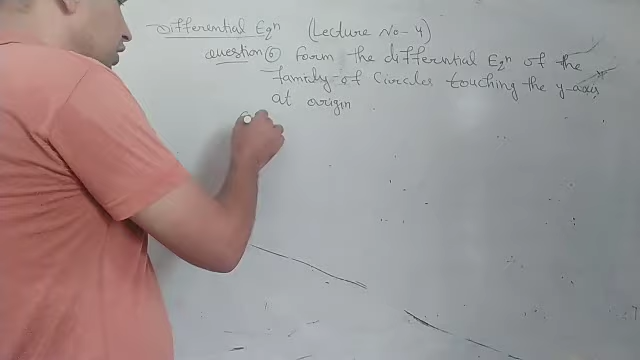 Differential Eqn (Lecture No-4)
Question 6 Form the differential Eqn of the
family of Circles touching the y-axis
at origin